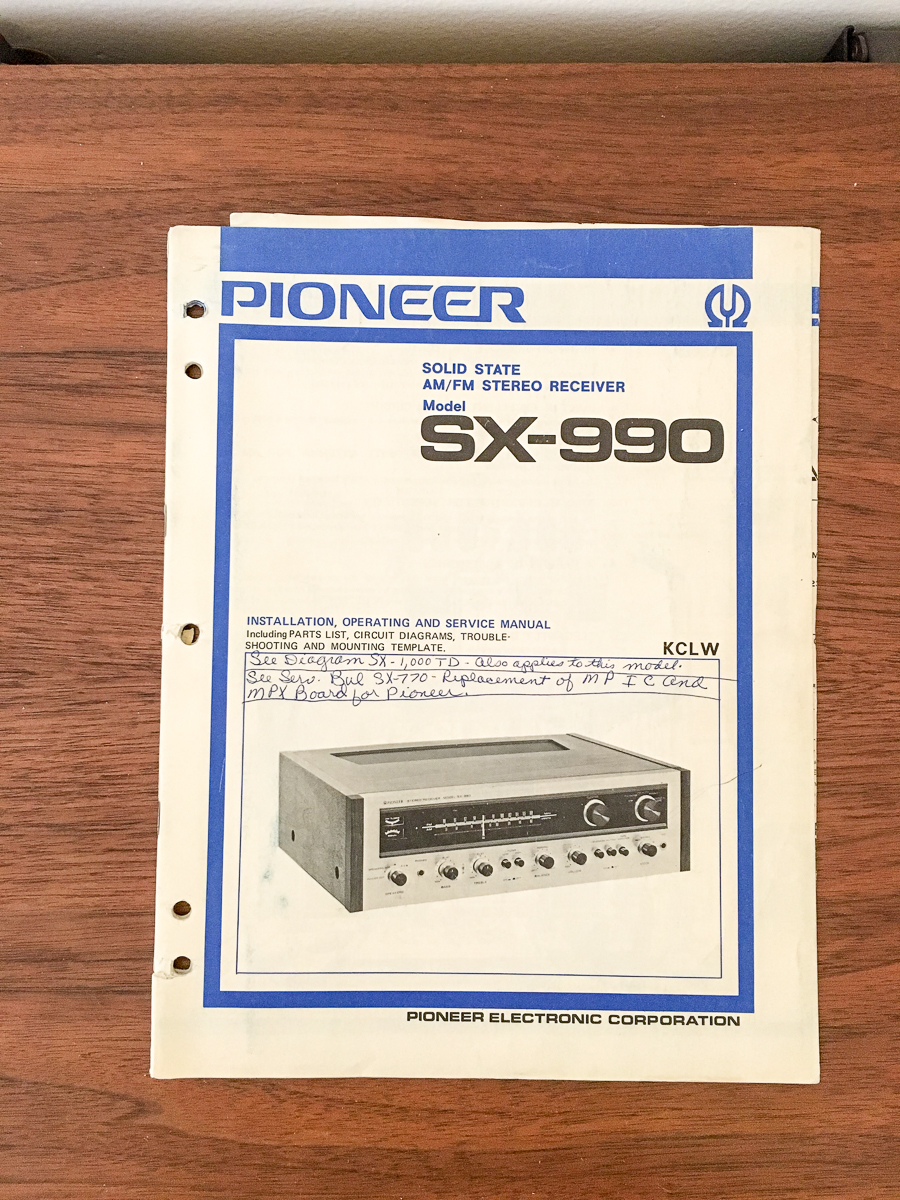 PIONEER
SOLID STATE
AM/FM STEREO RECEIVER
Model
SX-990
INSTALLATION, OPERATING AND SERVICE MANUAL
Including PARTS LIST, CIRCUIT DIAGRAMS, TROUBLE-
SHOOTING AND MOUNTING TEMPLATE.
KCLW
See Diagram SX-1,000 TD - also applies to this model.
See Serv. Bul SX-770 - Replacement of MP I C and
MPX Board for Pioneer.
PIONEER ELECTRONIC CORPORATION